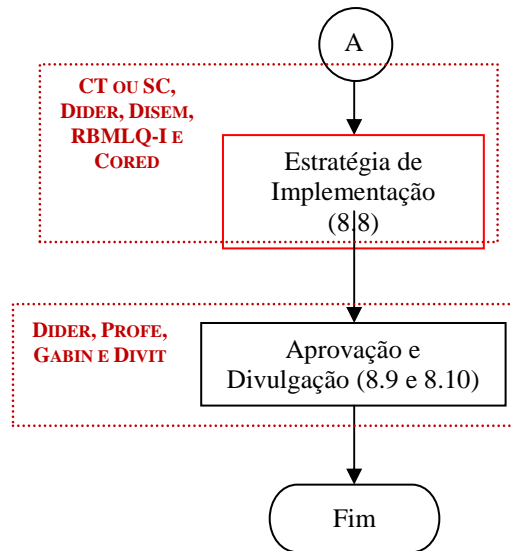 A
CT OU SC,
DIDER, DISEM,
RBMLQ-I E
CORED
Estratégia de
Implementação
(8.8)
DIDER, PROFE,
GABIN E DIVIT
Aprovação e
Divulgação (8.9 e 8.10)
Fim